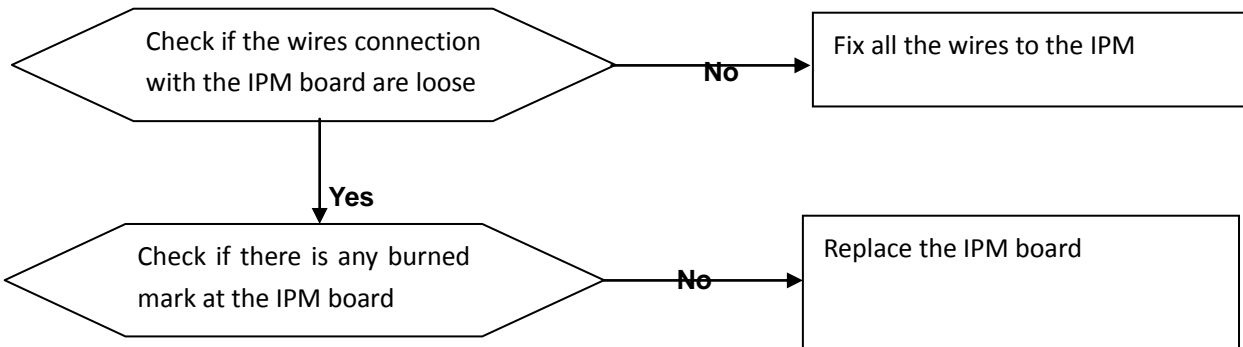 Check if the wires connection
with the IPM board are loose
No
Fix all the wires to the IPM
Yes
Check if there is any burned
mark at the IPM board
No
Replace the IPM board